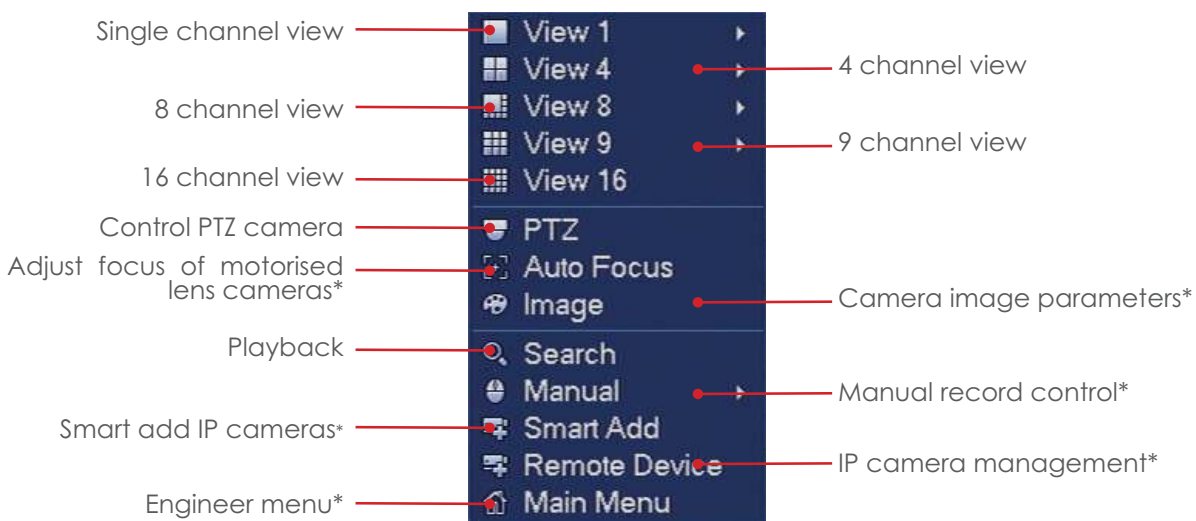 Single channel view
View 1
View 4
4 channel view
8 channel view
View 8
View 9
9 channel view
16 channel view
View 16
Control PTZ camera
PTZ
Adjust focus of motorised
lens cameras*
Auto Focus
Image
Camera image parameters*
Playback
Search
Manual
Manual record control*
Smart add IP cameras*
Smart Add
Remote Device
IP camera management*
Engineer menu*
Main Menu